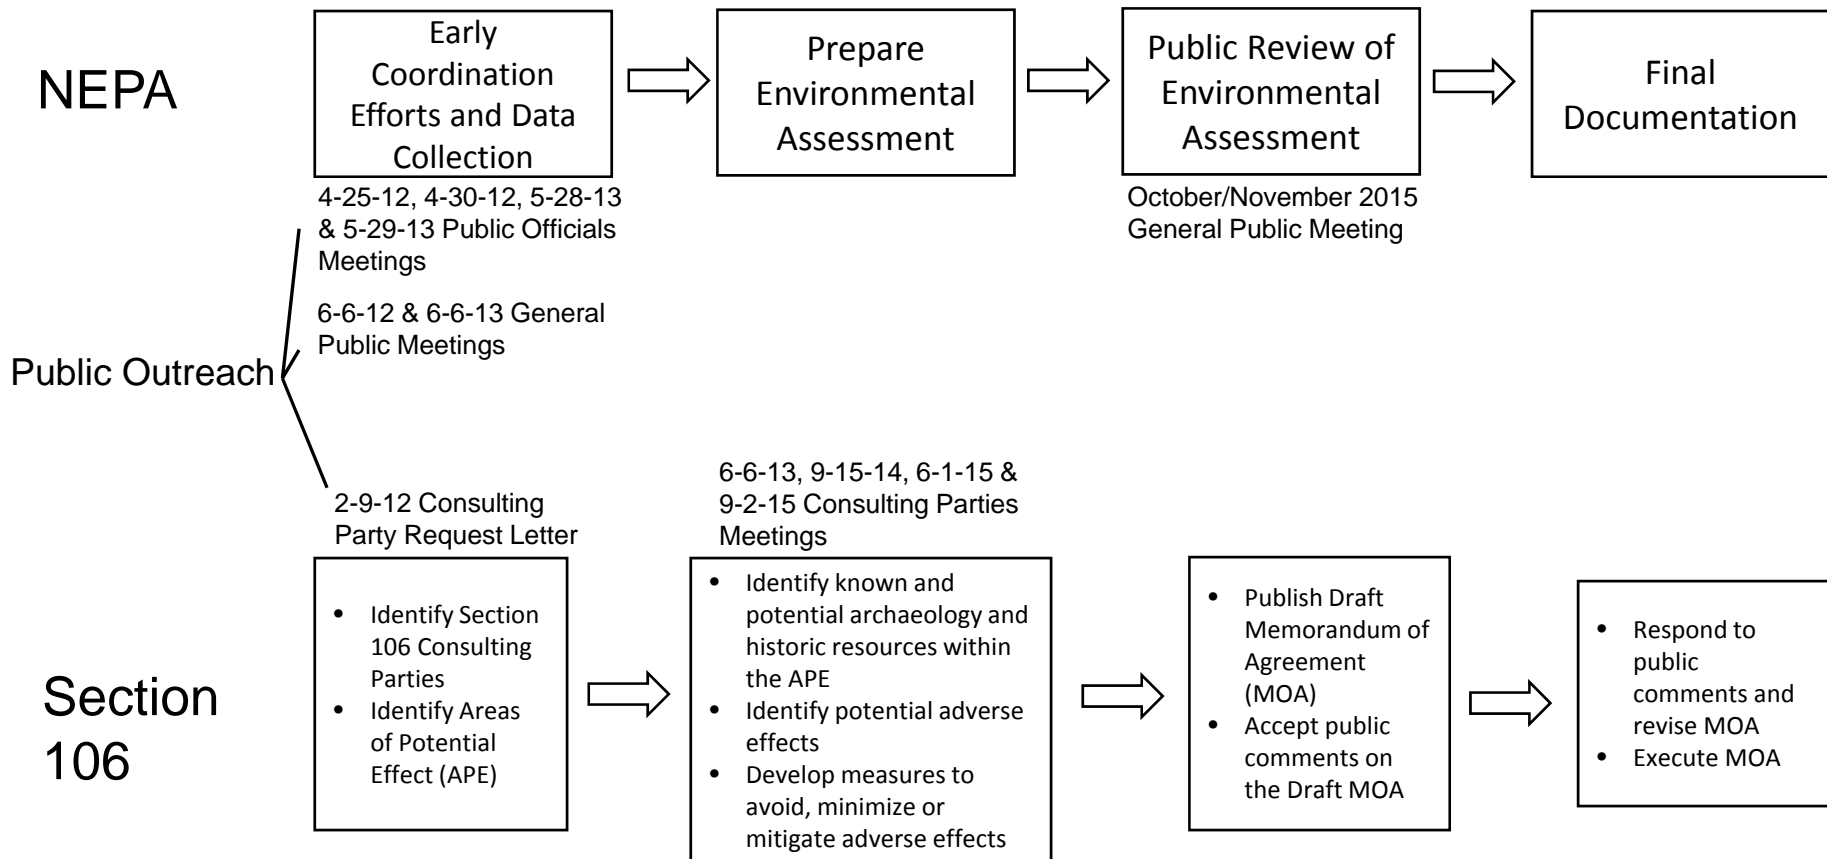 NEPA
Early
Coordination
Efforts and Data
Collection
Prepare
Environmental
Assessment
Public Review of
Environmental
Assessment
Final
Documentation
4-25-12, 4-30-12, 5-28-13
& 5-29-13 Public Officials
Meetings
October/November 2015
General Public Meeting
6-6-12 & 6-6-13 General
Public Meetings
Public Outreach
2-9-12 Consulting
Party Request Letter
6-6-13, 9-15-14, 6-1-15 &
9-2-15 Consulting Parties
Meetings
Section
106
• Identify Section
106 Consulting
Parties
• Identify Areas
of Potential
Effect (APE)
• Identify known and
potential archaeology and
historic resources within
the APE
• Identify potential adverse
effects
• Develop measures to
avoid, minimize or
mitigate adverse effects
• Publish Draft
Memorandum of
Agreement
(MOA)
• Accept public
comments on
the Draft MOA
• Respond to
public
comments and
revise MOA
• Execute MOA